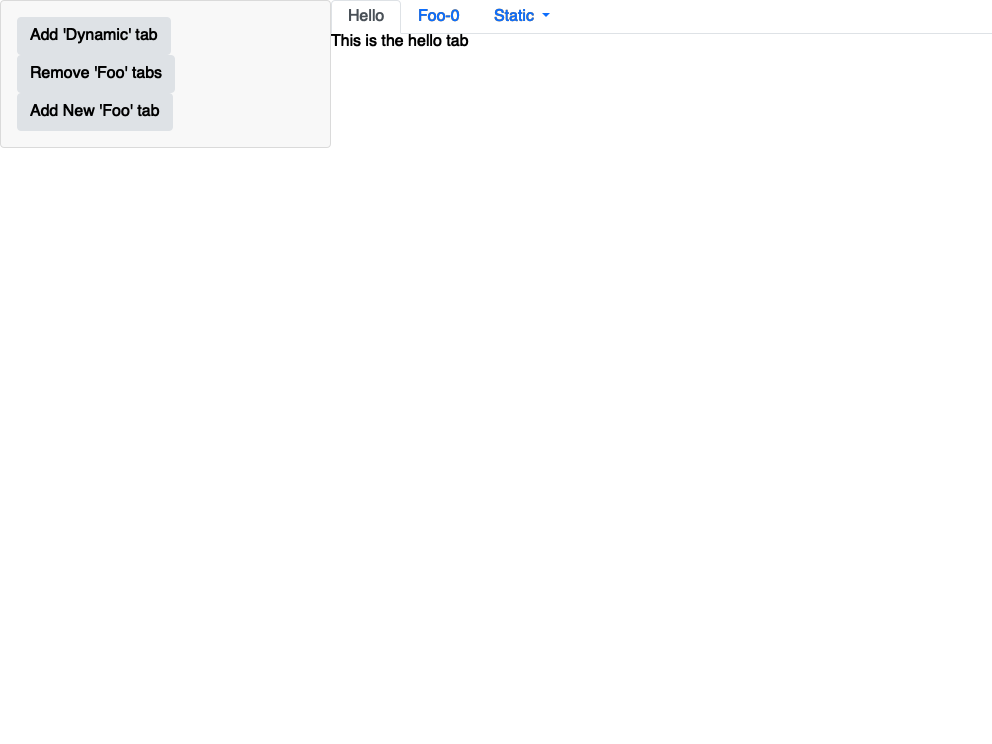 Add 'Dynamic' tab
Remove 'Foo' tabs
Add New 'Foo' tab
Hello Foo-0 Static
This is the hello tab